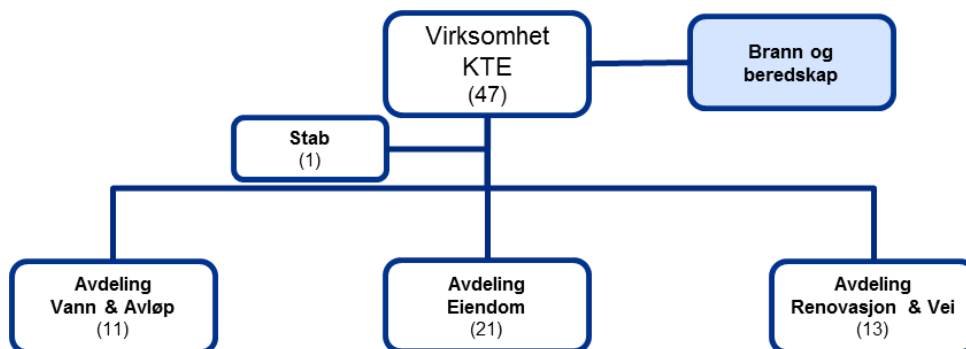 Virksomhet
KTE
(47)
Brann og
beredskap
Stab
(1)
Avdeling
Vann & Avløp
(11)
Avdeling
Eiendom
(21)
Avdeling
Renovasjon & Vei
(13)